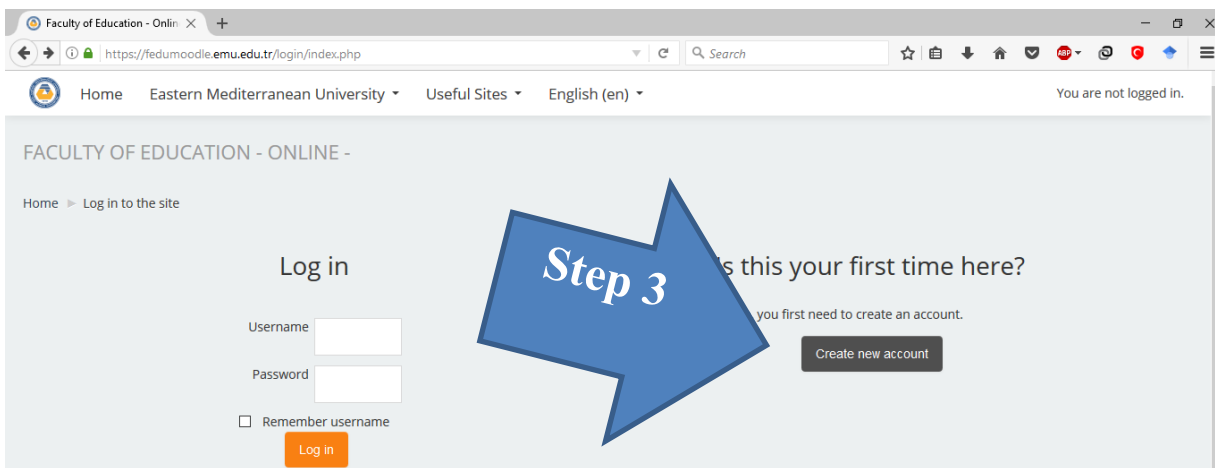 Faculty of Education - Onlin
https://fedumoodle.emu.edu.tr/login/index.php
Search
ABP
Home Eastern Mediterranean University Useful Sites English (en) You are not logged in.
FACULTY OF EDUCATION - ONLINE -
Home Log in to the site
Log in
Username
Password
Remember username
Log in
Step 3
s this your first time here?
you first need to create an account.
Create new account